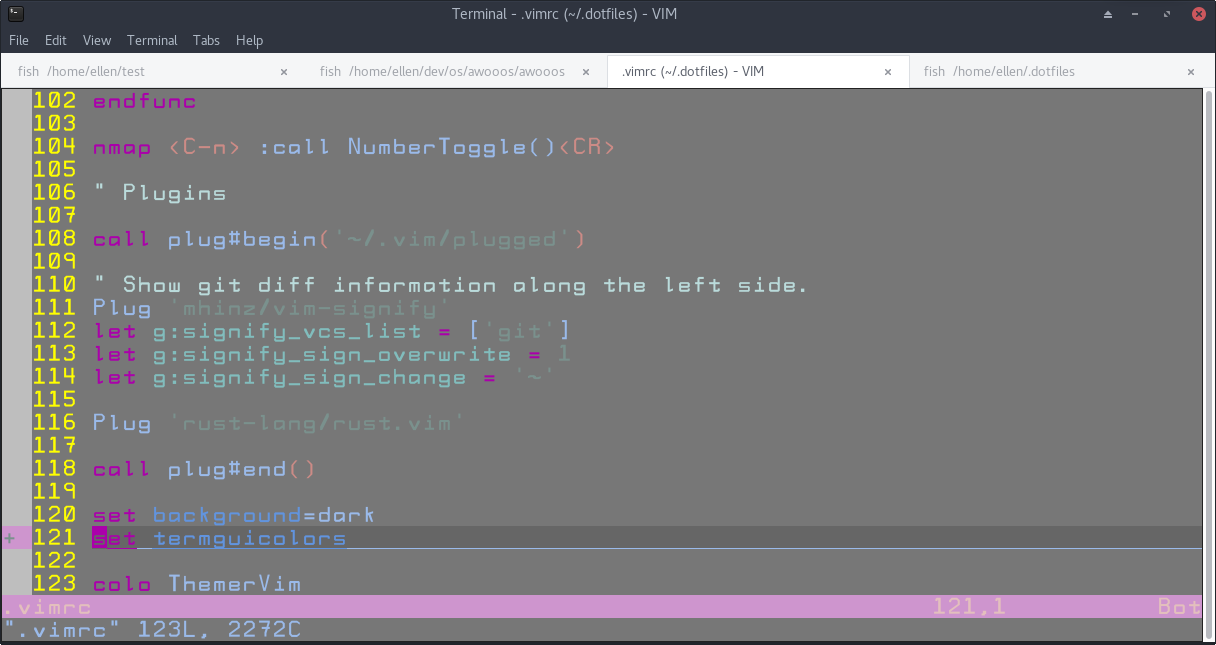 Terminal - .vimrc (~/.dotfiles) - VIM
File Edit View Terminal Tabs Help
fish /home/ellen/test × fish /home/ellen/dev/os/awooos/awooos × .vimrc (~/.dotfiles) - VIM × fish /home/ellen/.dotfiles ×
102 endfunc
103
104 nmap <C-n> :call NumberToggle()<CR>
105
106 " Plugins
107
108 call plug#begin('~/.vim/plugged')
109
110 " Show git diff information along the left side.
111 Plug 'mhinz/vim-signify'
112 let g:signify_vcs_list = ['git']
113 let g:signify_sign_overwrite = 1
114 let g:signify_sign_change = '~'
115
116 Plug 'rust-lang/rust.vim'
117
118 call plug#end()
119
120 set background=dark
+ 121 set termguicolors
122
123 colo ThemerVim
.vimrc 121,1 Bot
".vimrc" 123L, 2272C